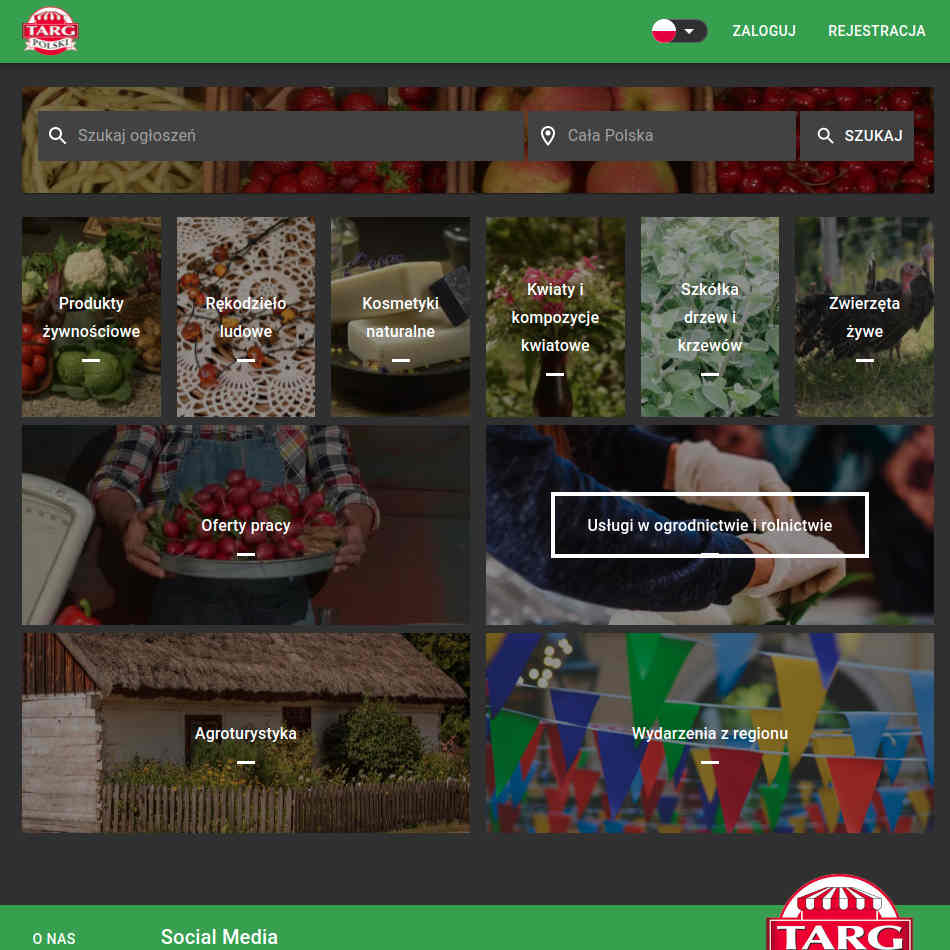 TARG
POLSKI
ZALOGUJ
REJESTRACJA
Szukaj ogłoszeń
Cała Polska
SZUKAJ
Produkty
żywnościowe
Rękodzieło
ludowe
Kosmetyki
naturalne
Kwiaty i
kompozycje
kwiatowe
Szkółka
drzew i
krzewów
Zwierzęta
żywe
Oferty pracy
Usługi w ogrodnictwie i rolnictwie
Agroturystyka
Wydarzenia z regionu
O NAS
Social Media
TARG